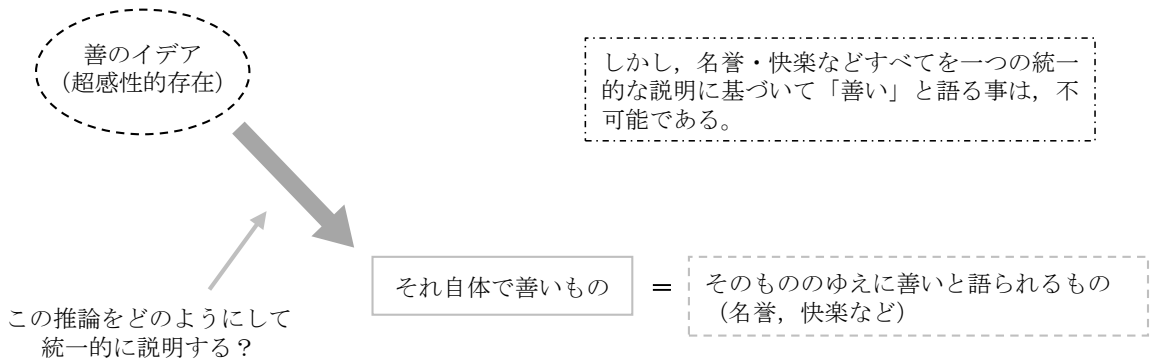 善のイデア
（超感性的存在）
しかし，名誉・快楽などすべてを一つの統一
的な説明に基づいて「善い」と語る事は，不
可能である。
それ自体で善いもの
＝
そのもののゆえに善いと語られるもの
（名誉，快楽など）
この推論をどのようにして
統一的に説明する？